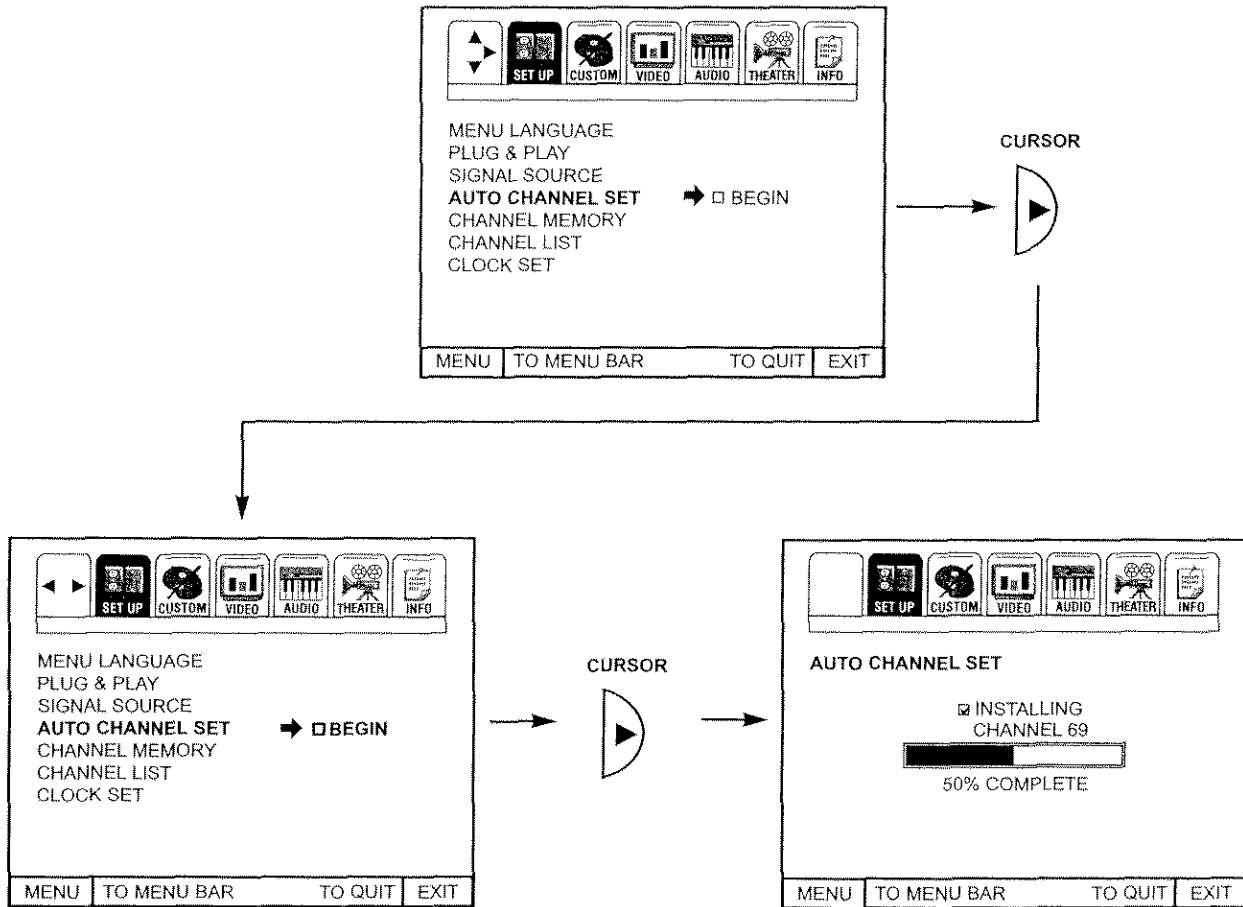 SET UP CUSTOM VIDEO AUDIO THEATER INFO
MENU LANGUAGE
PLUG & PLAY
SIGNAL SOURCE
AUTO CHANNEL SET ➡ □ BEGIN
CHANNEL MEMORY
CHANNEL LIST
CLOCK SET
MENU TO MENU BAR TO QUIT EXIT
CURSOR
SET UP CUSTOM VIDEO AUDIO THEATER INFO
MENU LANGUAGE
PLUG & PLAY
SIGNAL SOURCE
AUTO CHANNEL SET ➡ □ BEGIN
CHANNEL MEMORY
CHANNEL LIST
CLOCK SET
MENU TO MENU BAR TO QUIT EXIT
CURSOR
SET UP CUSTOM VIDEO AUDIO THEATER INFO
AUTO CHANNEL SET
☑ INSTALLING
CHANNEL 69
50% COMPLETE
MENU TO MENU BAR TO QUIT EXIT